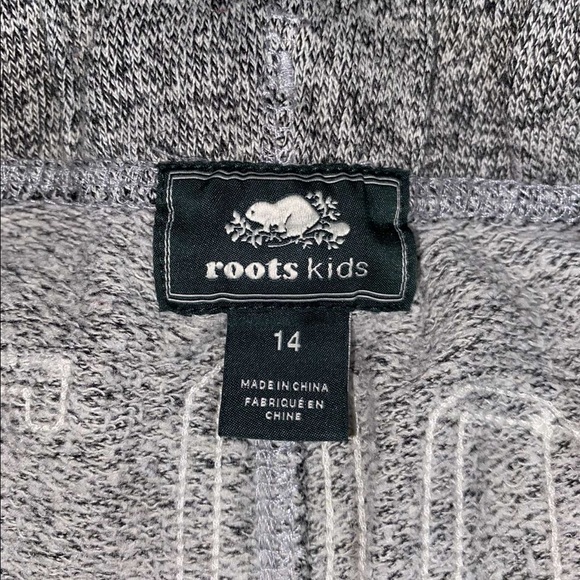 roots kids
14
MADE IN CHINA
FABRIQUÉ EN
CHINE